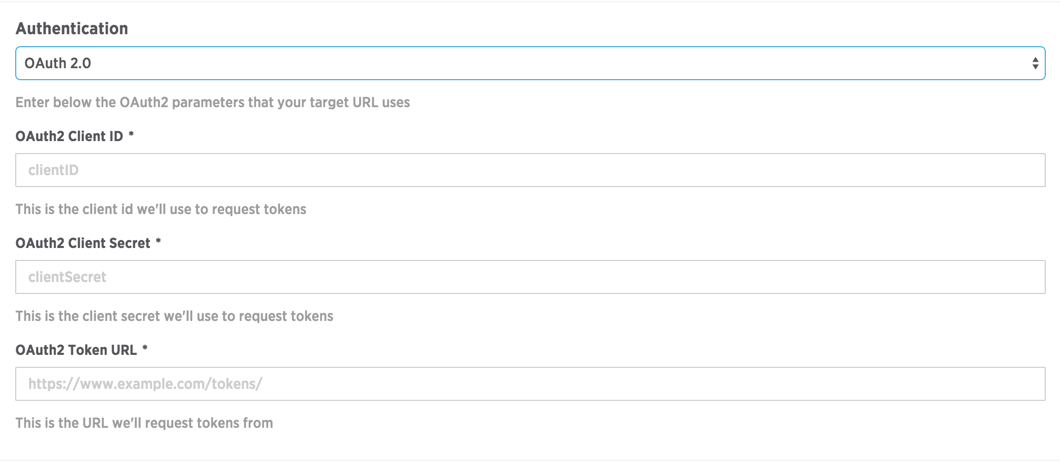 Authentication
OAuth 2.0
Enter below the OAuth2 parameters that your target URL uses
OAuth2 Client ID *
clientID
This is the client id we'll use to request tokens
OAuth2 Client Secret *
clientSecret
This is the client secret we'll use to request tokens
OAuth2 Token URL *
https://www.example.com/tokens/
This is the URL we'll request tokens from